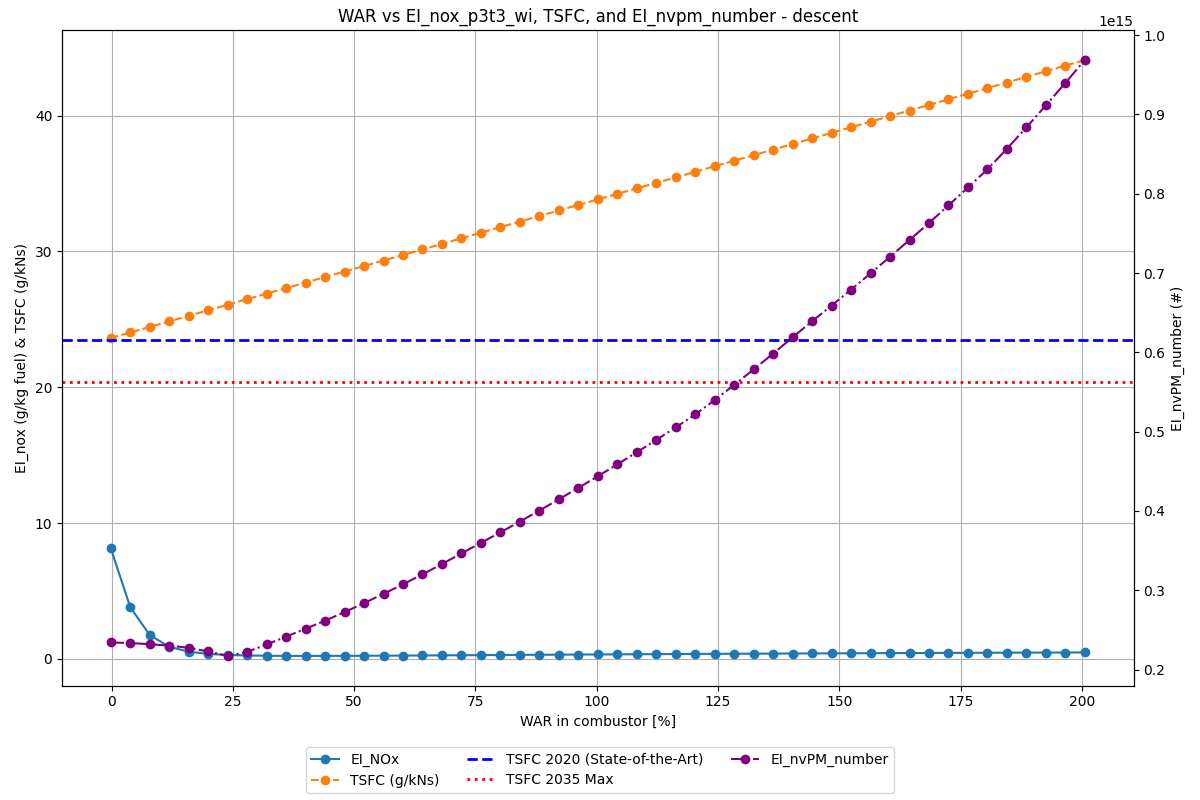 WAR vs EI_nox_p3t3_wi, TSFC, and EI_nvpm_number - descent
1e15
EI_nox (g/kg fuel) & TSFC (g/kNs)
40
30
20
10
0
1.0
0.9
0.8
0.7
0.6
0.5
0.4
0.3
0.2
EI_nvPM_number (#)
0 25 50 75 100 125 150 175 200
WAR in combustor [%]
EI_NOx
TSFC (g/kNs)
TSFC 2020 (State-of-the-Art)
TSFC 2035 Max
EI_nvPM_number